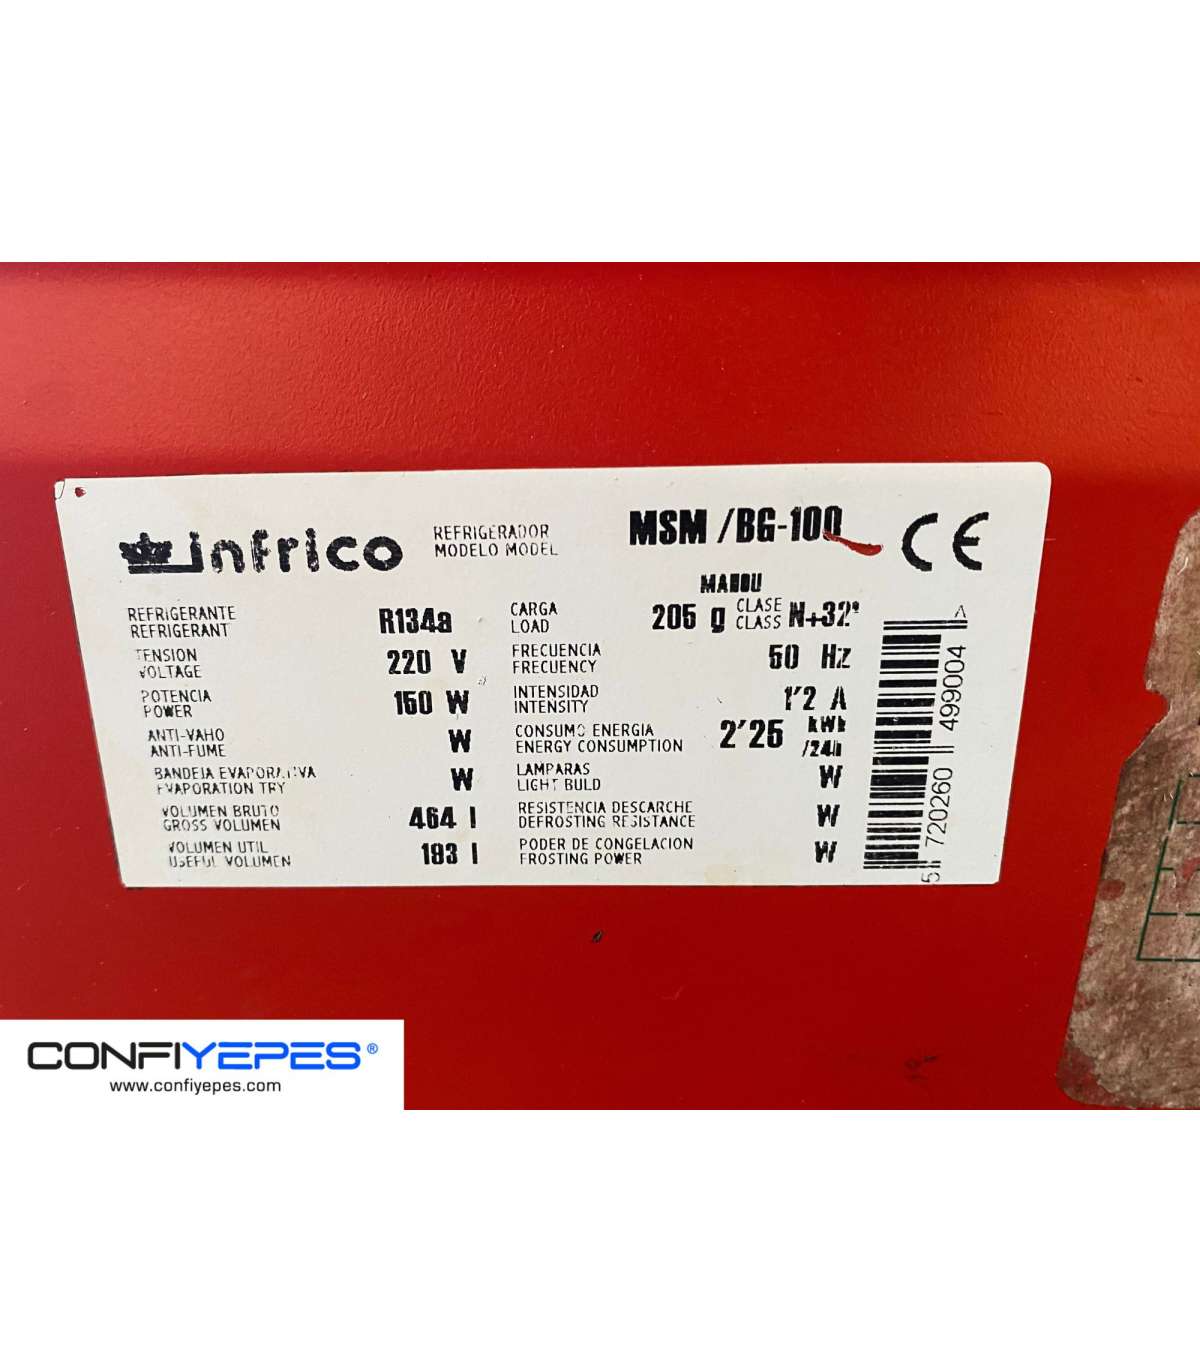 infrico
REFRIGERADOR
MODELO MODEL
MSM /BG-100
CE
MAHOU
REFRIGERANTE
REFRIGERANT
R134a
CARGA
LOAD
205 g
CLASE
CLASS
N+32º
TENSION
VOLTAGE
220 V
FRECUENCIA
FRECUENCY
50 Hz
POTENCIA
POWER
150 W
INTENSIDAD
INTENSITY
1'2 A
ANTI-VAHO
ANTI-FUME
W
CONSUMO ENERGIA
ENERGY CONSUMPTION
2'25 kWh
/24h
BANDEJA EVAPORATIVA
EVAPORATION TRY
W
LAMPARAS
LIGHT BULD
W
VOLUMEN BRUTO
GROSS VOLUMEN
464 l
RESISTENCIA DESCARCHE
DEFROSTING RESISTANCE
W
VOLUMEN UTIL
USEFUL VOLUMEN
193 l
PODER DE CONGELACION
FROSTING POWER
W
5 720260 499004 >
CONFIYEPES®
www.confiyepes.com